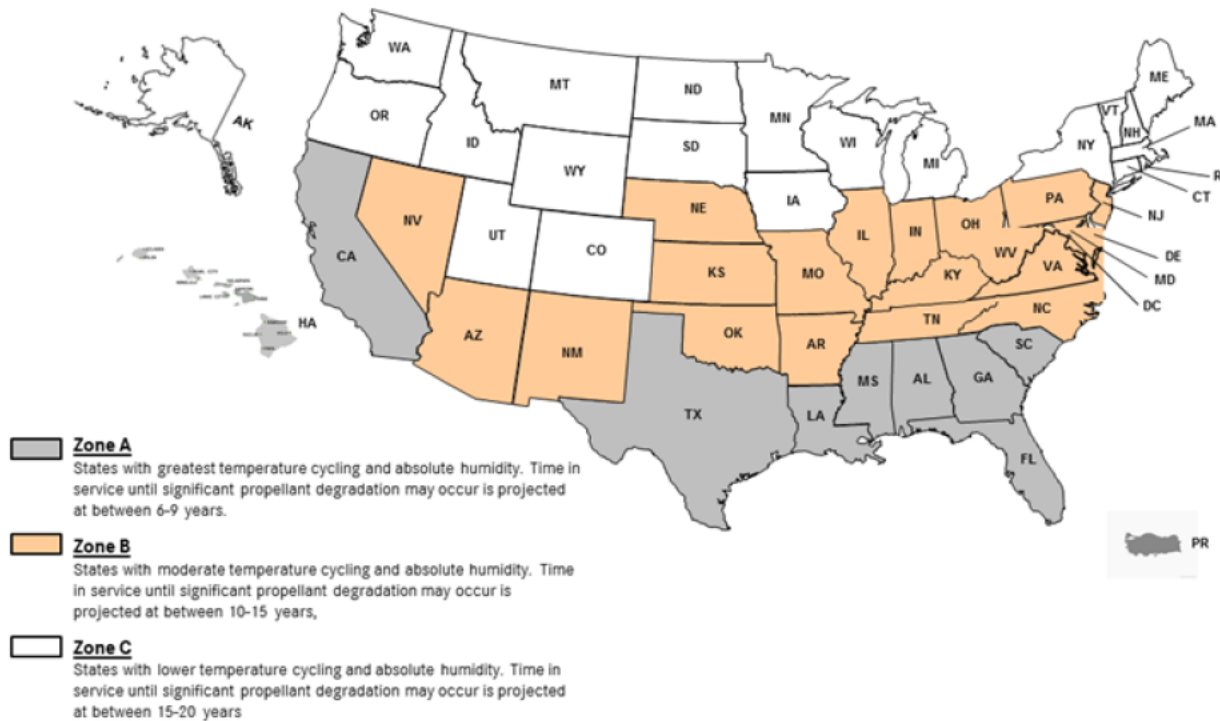 WA
MT
ND
MN
ME
VT
NH
MA
OR
ID
SD
WI
MI
NY
R
CT
WY
IA
PA
NJ
AK
NV
UT
CO
NE
IL
IN
OH
WV
VA
DE
MD
DC
CA
KS
MO
KY
HA
AZ
NM
OK
AR
TN
NC
SC
TX
LA
MS
AL
GA
FL
PR
Zone A
States with greatest temperature cycling and absolute humidity. Time in
service until significant propellant degradation may occur is projected
at between 6-9 years.
Zone B
States with moderate temperature cycling and absolute humidity. Time
in service until significant propellant degradation may occur is
projected at between 10-15 years,
Zone C
States with lower temperature cycling and absolute humidity. Time in
service until significant propellant degradation may occur is projected
at between 15-20 years